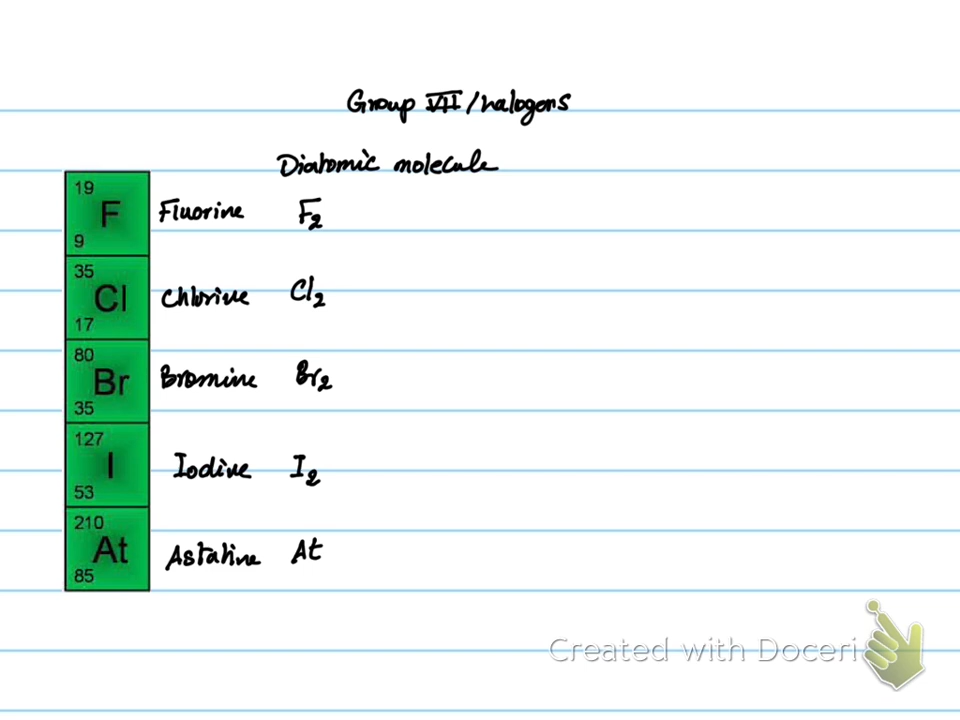 Group VII/halogens
Diatomic molecule
19
F Fluorine F₂
9
35
Cl Chlorine Cl₂
17
80
Br Bromine Br₂
35
127
I Iodine I₂
53
210
At Astatine At
85
Created with Doceri